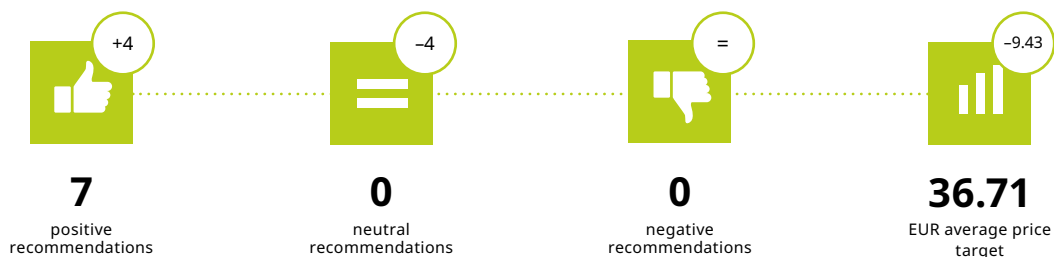 +4
–4
=
–9.43
7
positive
recommendations
0
neutral
recommendations
0
negative
recommendations
36.71
EUR average price
target